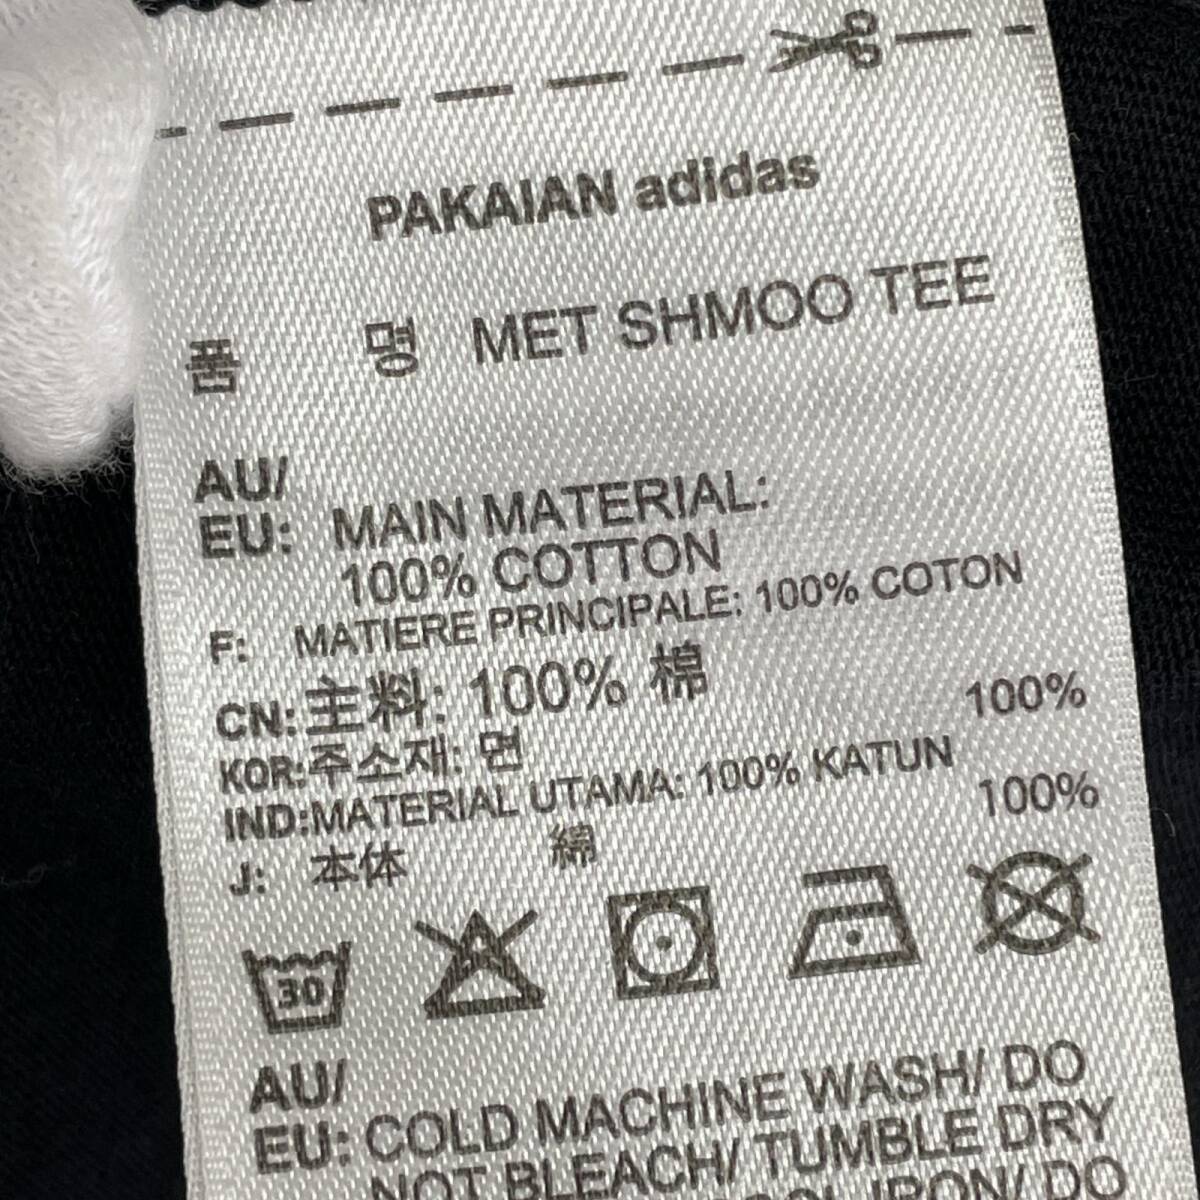 PAKAIAN adidas
품 명 MET SHMOO TEE
AU/
EU: MAIN MATERIAL:
100% COTTON
F: MATIERE PRINCIPALE: 100% COTON
CN:主料: 100% 棉
KOR:주소재: 면 100%
IND:MATERIAL UTAMA: 100% KATUN
J: 本体 綿 100%
30
AU/
EU: COLD MACHINE WASH/ DO
NOT BLEACH/ TUMBLE DRY
IRON/ DO